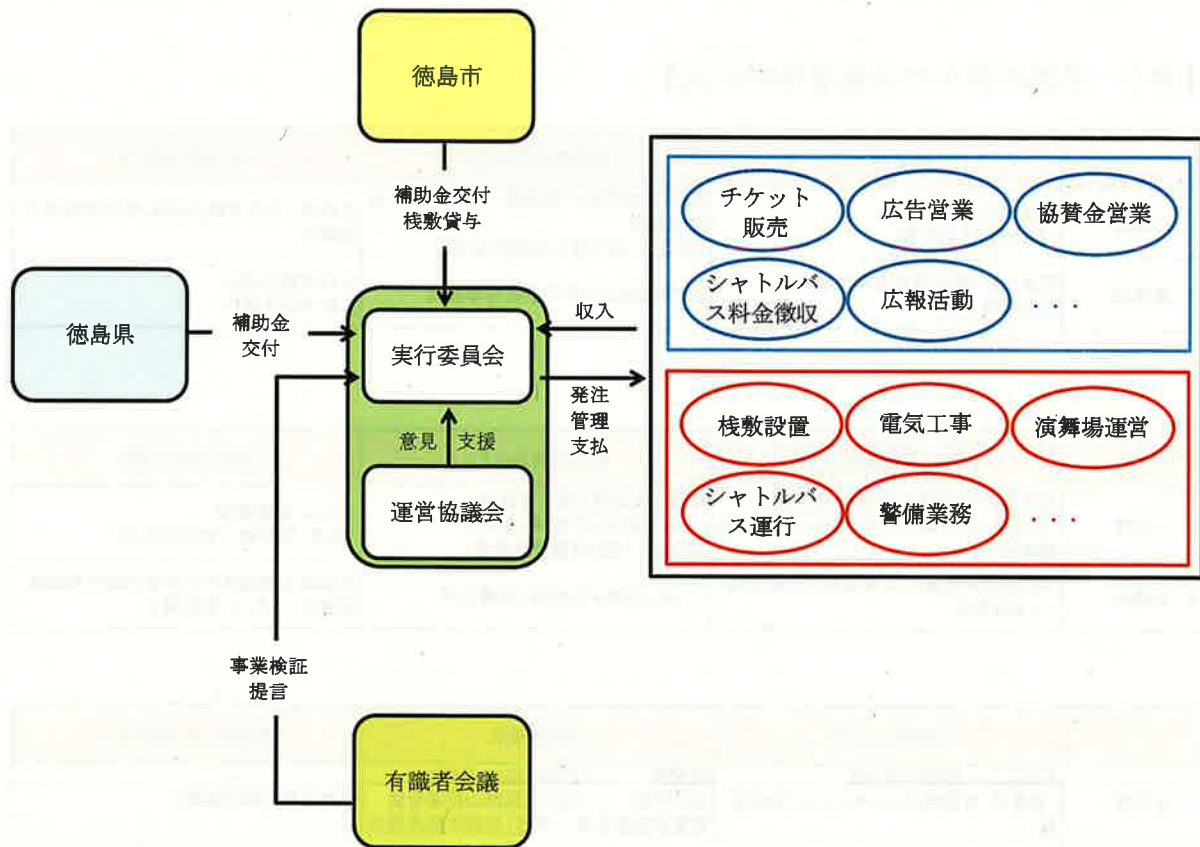 徳島市
補助金交付
桟敷貸与
チケット
販売
広告営業
協賛金営業
シャトルバ
ス料金徴収
広報活動
・・・
徳島県
補助金
交付
実行委員会
収入
発注
管理
支払
意見
支援
運営協議会
桟敷設置
電気工事
演舞場運営
シャトルバ
ス運行
警備業務
・・・
事業検証
提言
有識者会議